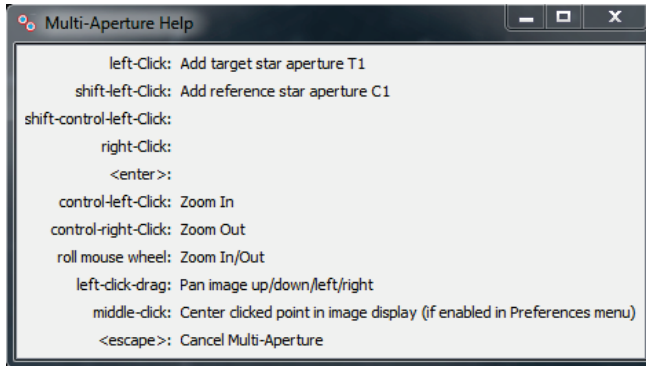 Multi-Aperture Help
left-Click: Add target star aperture T1
shift-left-Click: Add reference star aperture C1
shift-control-left-Click:
right-Click:
<enter>:
control-left-Click: Zoom In
control-right-Click: Zoom Out
roll mouse wheel: Zoom In/Out
left-click-drag: Pan image up/down/left/right
middle-click: Center clicked point in image display (if enabled in Preferences menu)
<escape>: Cancel Multi-Aperture